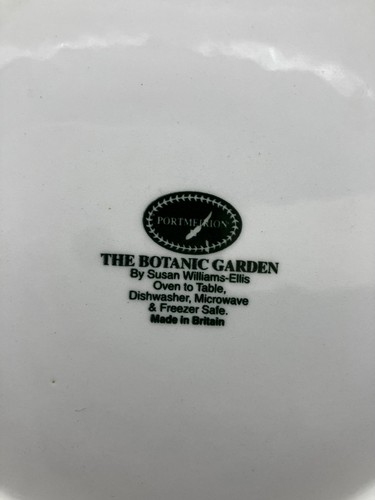 PORTMEIRION
THE BOTANIC GARDEN
By Susan Williams-Ellis
Oven to Table,
Dishwasher, Microwave
& Freezer Safe.
Made in Britain